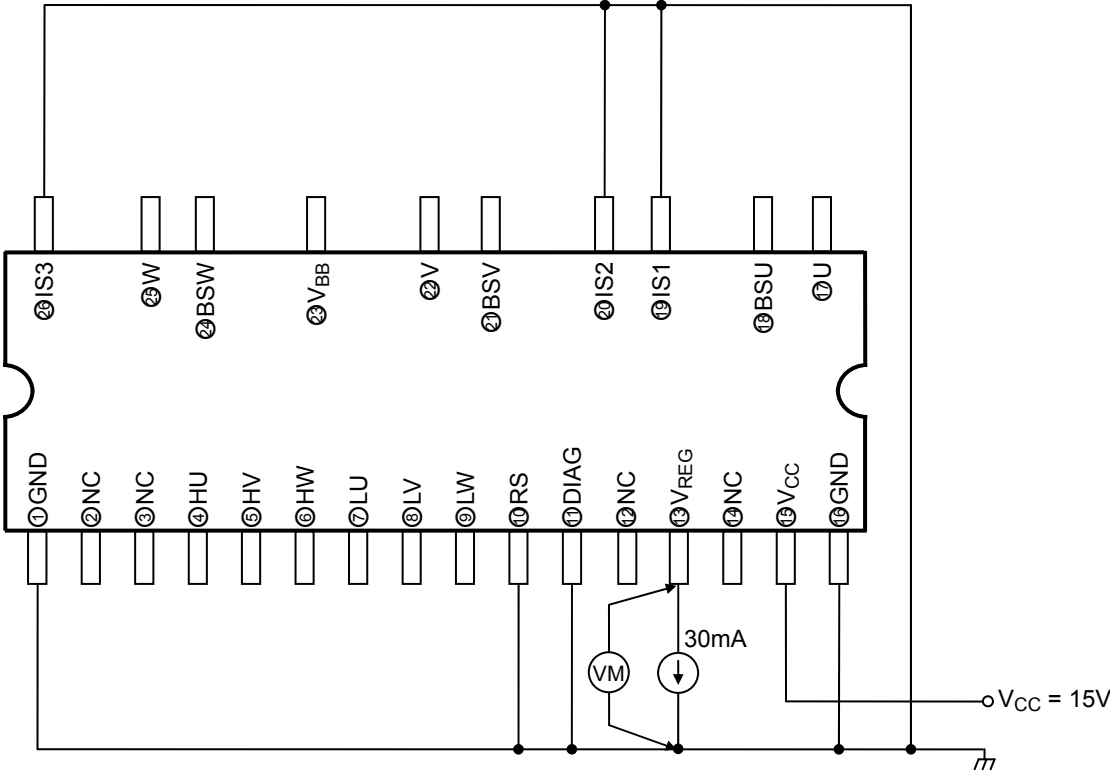 ㉖IS3
㉕W
㉔BSW
㉓VBB
㉒V
㉑BSV
⑳IS2
⑲IS1
⑱BSU
⑰U
①GND
②NC
③NC
④HU
⑤HV
⑥HW
⑦LU
⑧LV
⑨LW
⑩RS
⑪DIAG
⑫NC
⑬VREG
⑭NC
⑮VCC
⑯GND
30mA
VM
VCC = 15V